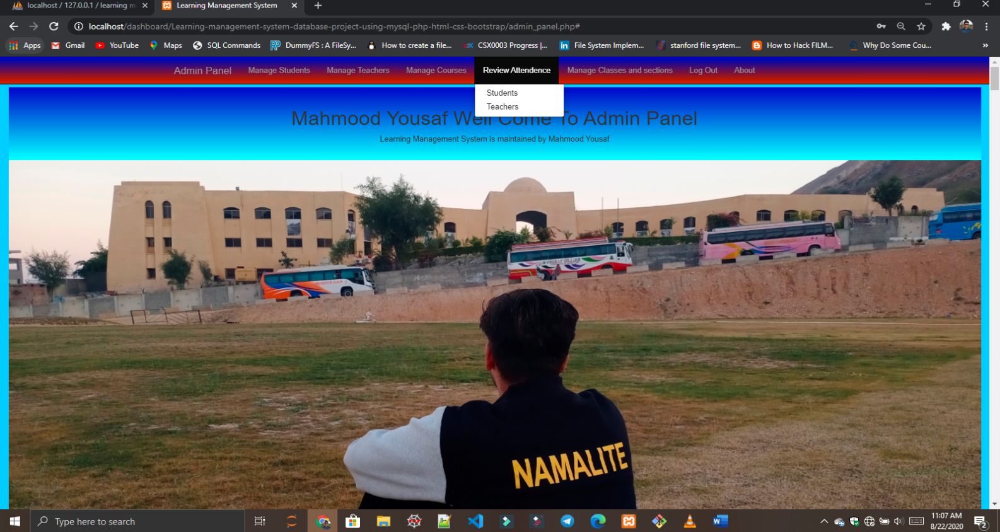 localhost / 127.0.0.1 / learning m
Learning Management System
localhost/dashboard/Learning-management-system-database-project-using-mysql-php-html-css-bootstrap/admin_panel.php#
Apps Gmail YouTube Maps SQL Commands DummyFS : A FileSy... How to create a file... CSX0003 Progress |... File System Implem... stanford file system... How to Hack FILM... Why Do Some Cou... »
Admin Panel Manage Students Manage Teachers Manage Courses Review Attendence Manage Classes and sections Log Out About
Students
Teachers
Mahmood Yousaf Well Come To Admin Panel
Learning Management System is maintained by Mahmood Yousaf
NAMALITE
Type here to search
11:07 AM
8/22/2020
2